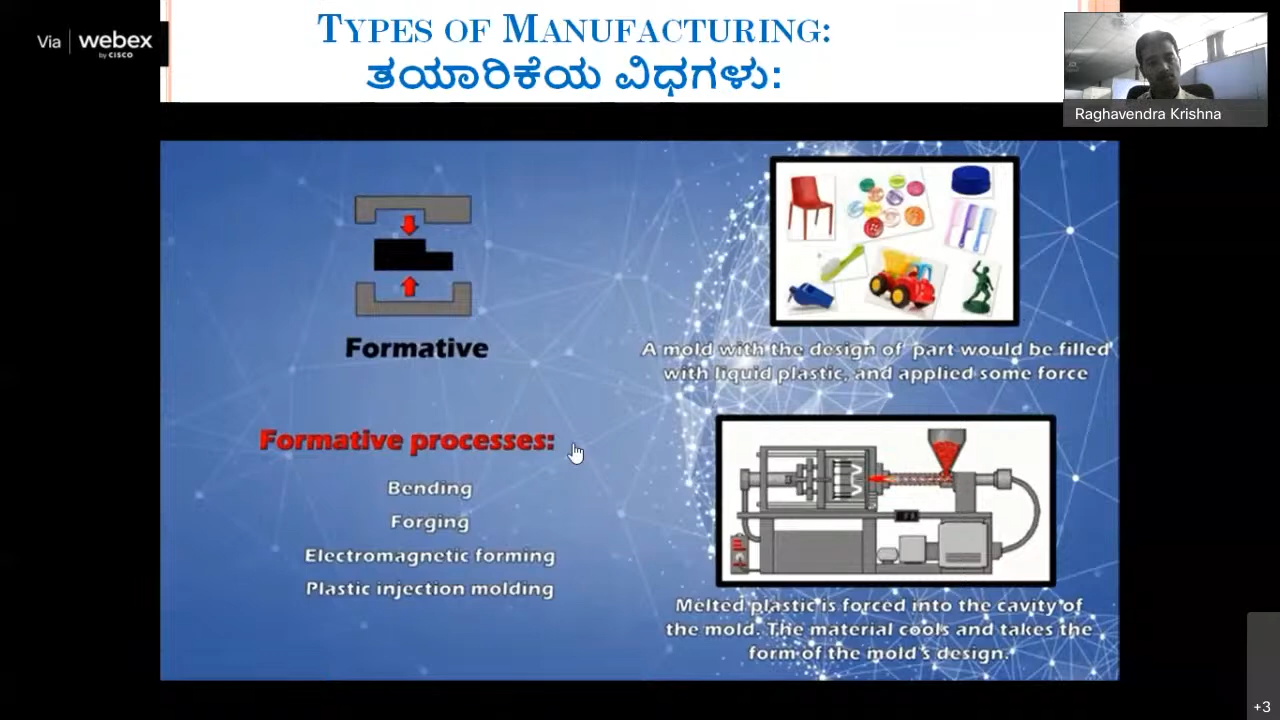 Via webex
by CISCO
TYPES OF MANUFACTURING:
ತಯಾರಿಕೆಯ ವಿಧಗಳು:
Raghavendra Krishna
Formative
A mold with the design of part would be filled
with liquid plastic, and applied some force
Formative processes:
Bending
Forging
Electromagnetic forming
Plastic injection molding
Melted plastic is forced into the cavity of
the mold. The material cools and takes the
form of the mold's design.
+3